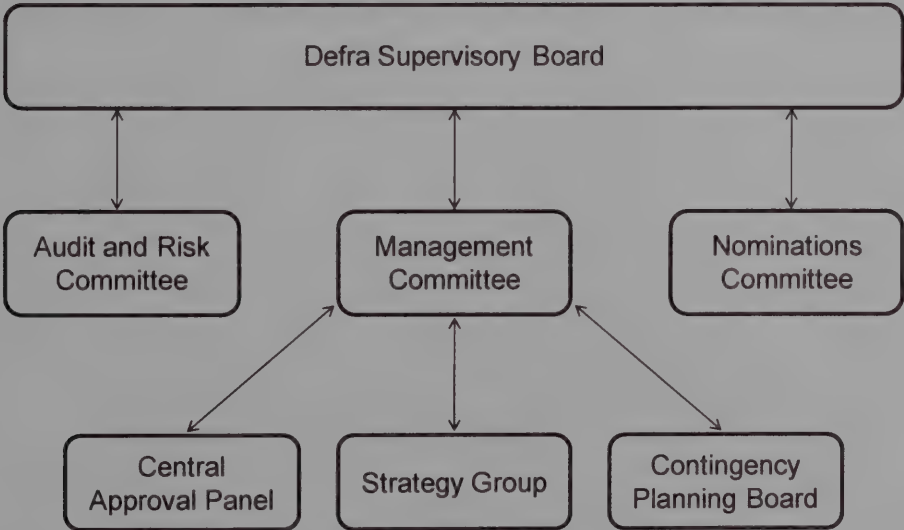 Defra Supervisory Board
Audit and Risk
Committee
Management
Committee
Nominations
Committee
Central
Approval Panel
Strategy Group
Contingency
Planning Board